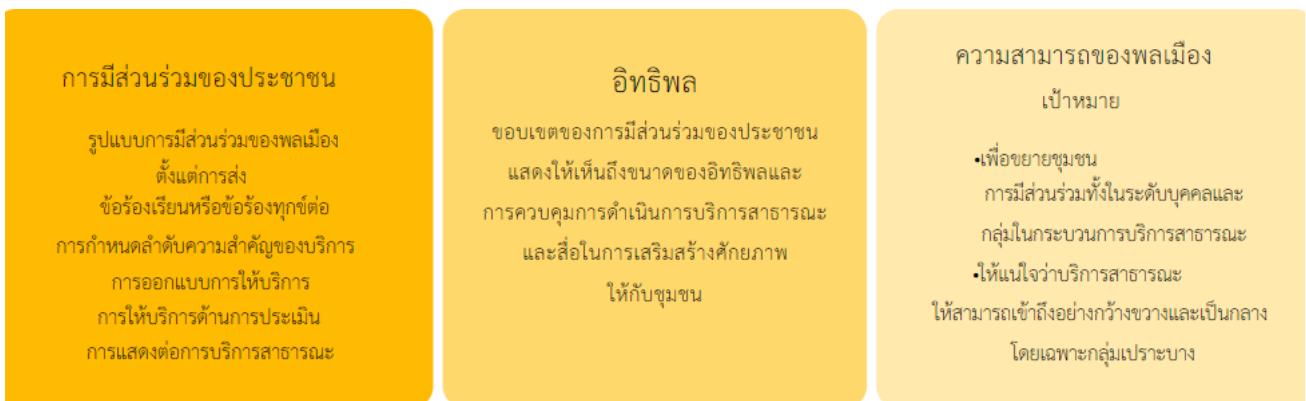 การมีส่วนร่วมของประชาชน
รูปแบบการมีส่วนร่วมของพลเมือง
ตั้งแต่การส่ง
ข้อร้องเรียนหรือข้อร้องทุกข์ต่อ
การกำหนดลำดับความสำคัญของบริการ
การออกแบบการให้บริการ
การให้บริการด้านการประเมิน
การแสดงต่อการบริการสาธารณะ
อิทธิพล
ขอบเขตของการมีส่วนร่วมของประชาชน
แสดงให้เห็นถึงขนาดของอิทธิพลและ
การควบคุมการดำเนินการบริการสาธารณะ
และสื่อในการเสริมสร้างศักยภาพ
ให้กับชุมชน
ความสามารถของพลเมือง
เป้าหมาย
•เพื่อขยายชุมชน
การมีส่วนร่วมทั้งในระดับบุคคลและ
กลุ่มในกระบวนการบริการสาธารณะ
•ให้แน่ใจว่าบริการสาธารณะ
ให้สามารถเข้าถึงอย่างกว้างขวางและเป็นกลาง
โดยเฉพาะกลุ่มเปราะบาง